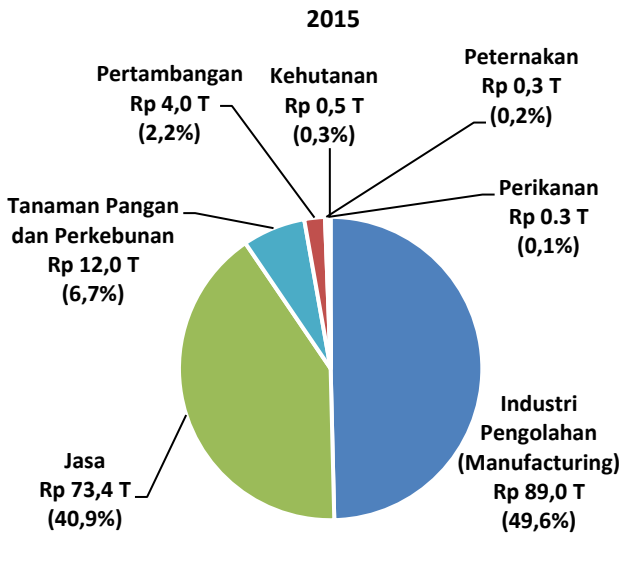 2015
Pertambangan
Rp 4,0 T
(2,2%)
Kehutanan
Rp 0,5 T
(0,3%)
Peternakan
Rp 0,3 T
(0,2%)
Perikanan
Rp 0.3 T
(0,1%)
Tanaman Pangan
dan Perkebunan
Rp 12,0 T
(6,7%)
Jasa
Rp 73,4 T
(40,9%)
Industri
Pengolahan
(Manufacturing)
Rp 89,0 T
(49,6%)